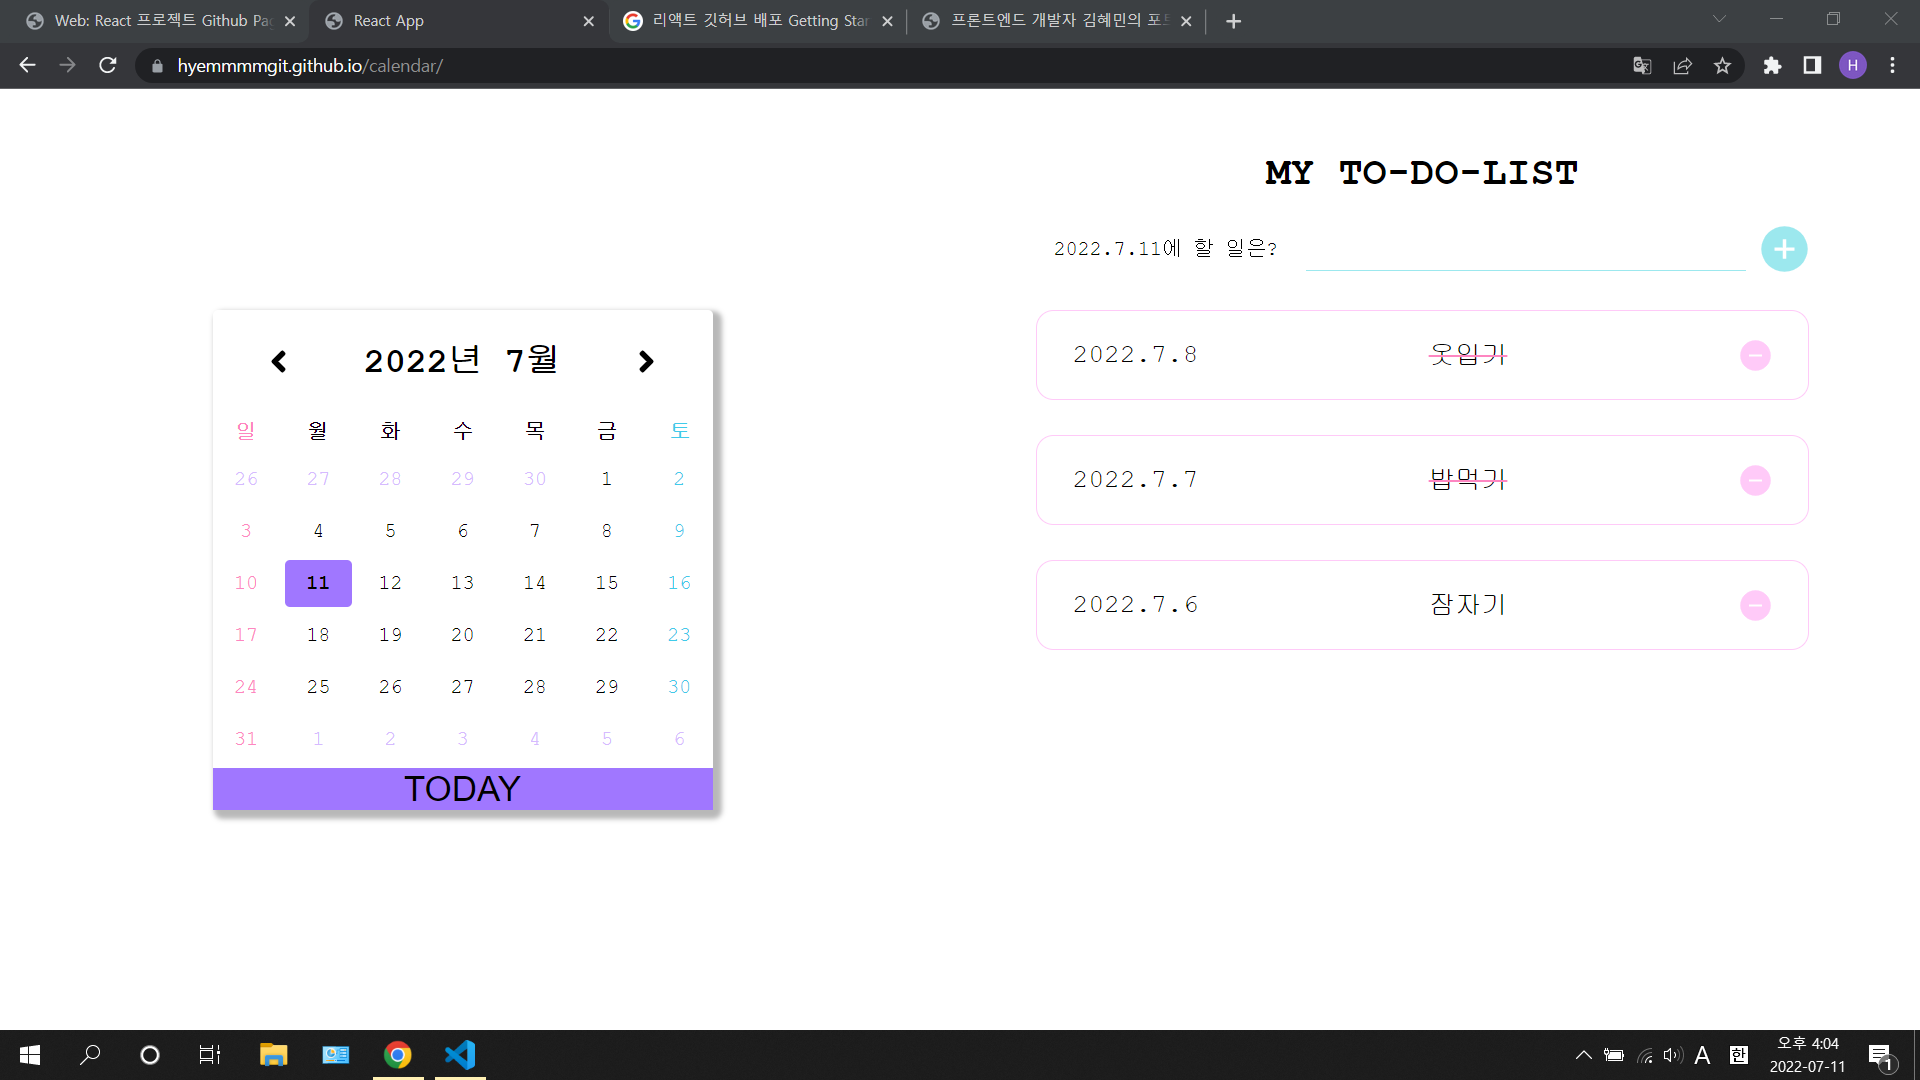 Web: React 프로젝트 Github Pa
React App
리액트 깃허브 배포 Getting Star
프론트엔드 개발자 김혜민의 포트
hyemmmmgit.github.io/calendar/
H
MY TO-DO-LIST
2022.7.11에 할 일은?
2022년 7월
일 월 화 수 목 금 토
26 27 28 29 30 1 2
3 4 5 6 7 8 9
10 11 12 13 14 15 16
17 18 19 20 21 22 23
24 25 26 27 28 29 30
31 1 2 3 4 5 6
TODAY
2022.7.8 옷입기
2022.7.7 밥먹기
2022.7.6 잠자기
A 한
오후 4:04
2022-07-11
1